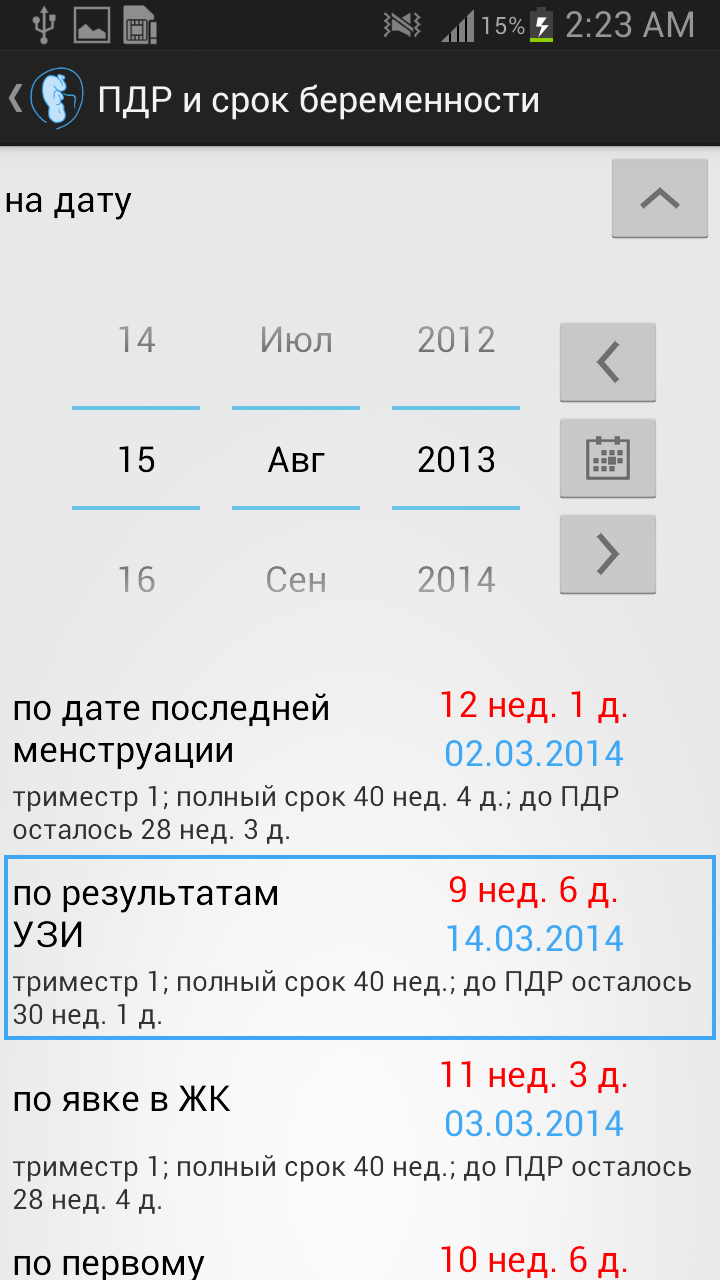 15% 2:23 AM
ПДР и срок беременности
на дату
14 Июл 2012
15 Авг 2013
16 Сен 2014
по дате последней 12 нед. 1 д.
менструации 02.03.2014
триместр 1; полный срок 40 нед. 4 д.; до ПДР
осталось 28 нед. 3 д.
по результатам 9 нед. 6 д.
УЗИ 14.03.2014
триместр 1; полный срок 40 нед.; до ПДР осталось
30 нед. 1 д.
11 нед. 3 д.
по явке в ЖК
03.03.2014
триместр 1; полный срок 40 нед.; до ПДР осталось
28 нед. 4 д.
по первому 10 нед. 6 д.